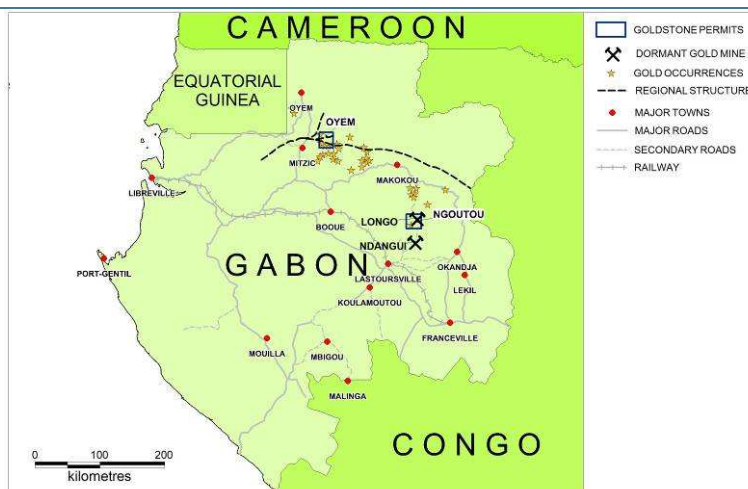 CAMEROON
EQUATORIAL
GUINEA
OYEM
OYEM
MITZIC
MAKOKOU
LIBREVILLE
LONGO
NGOUTOU
BOOUE
NDANGUI
PORT-GENTIL
GABON
OKANDJA
LASTOURSVILLE
LEKIL
KOULAMOUTOU
FRANCEVILLE
MOUILLA
MBIGOU
MALINGA
CONGO
0 100 200
kilometres
GOLDSTONE PERMITS
DORMANT GOLD MINE
GOLD OCCURRENCES
REGIONAL STRUCTURE
MAJOR TOWNS
MAJOR ROADS
SECONDARY ROADS
RAILWAY